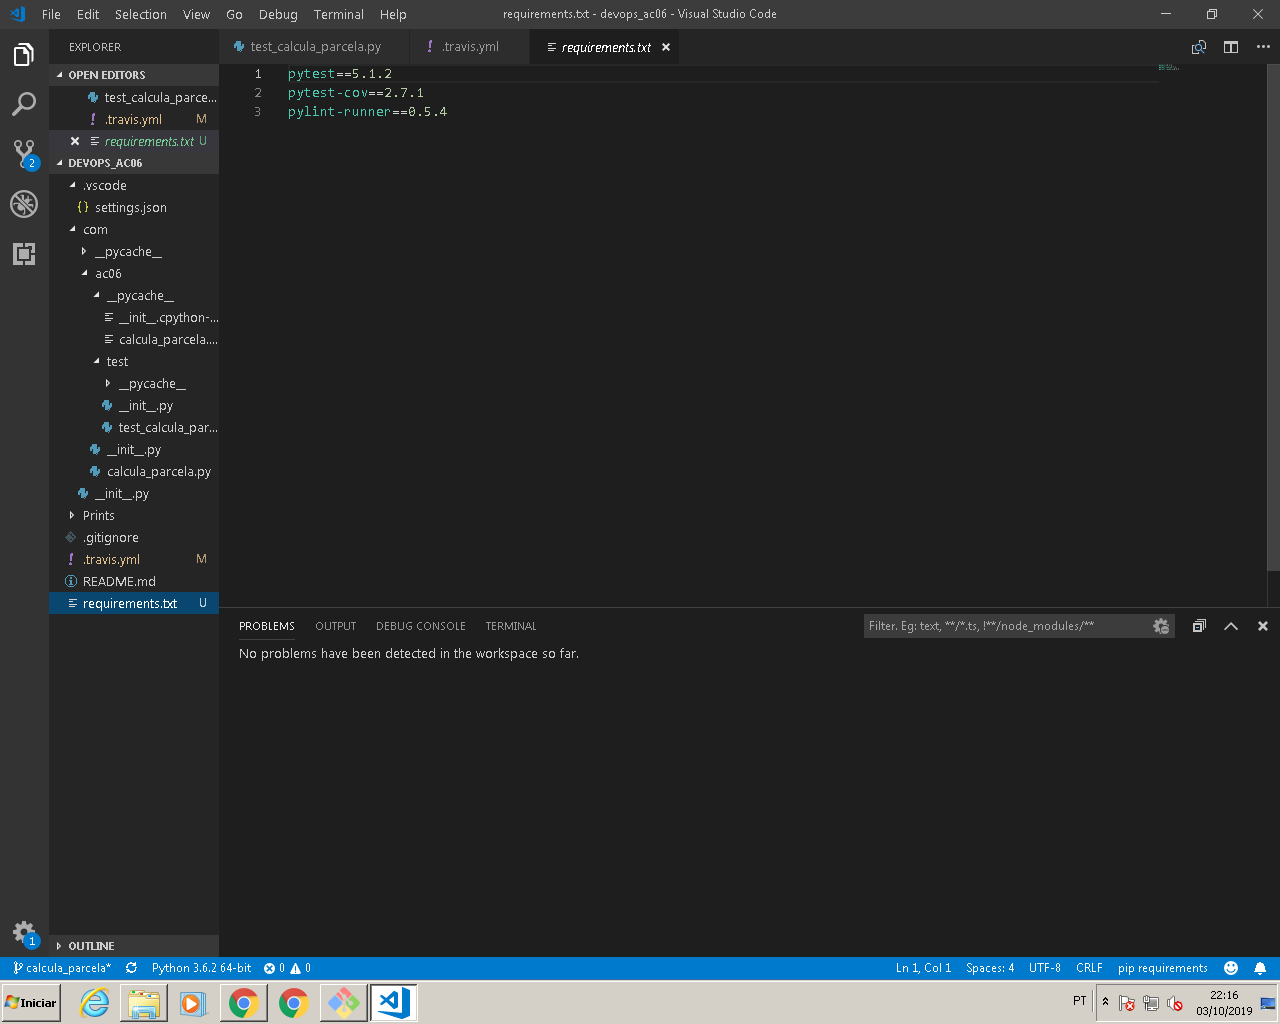 File Edit Selection View Go Debug Terminal Help
requirements.txt - devops_ac06 - Visual Studio Code
EXPLORER
OPEN EDITORS
test_calcula_parce...
.travis.yml M
requirements.txt U
DEVOPS_AC06
.vscode
{} settings.json
com
__pycache__
ac06
__pycache__
__init__.cpython-...
calcula_parcela....
test
__pycache__
__init__.py
test_calcula_par...
__init__.py
calcula_parcela.py
__init__.py
Prints
.gitignore
! .travis.yml M
README.md
requirements.txt U
OUTLINE
2
1
test_calcula_parcela.py ! .travis.yml requirements.txt
1 pytest==5.1.2
2 pytest-cov==2.7.1
3 pylint-runner==0.5.4
PROBLEMS OUTPUT DEBUG CONSOLE TERMINAL
Filter. Eg: text, **/*.ts, !**/node_modules/**
No problems have been detected in the workspace so far.
calcula_parcela* Python 3.6.2 64-bit 0 0
Ln 1, Col 1 Spaces: 4 UTF-8 CRLF pip requirements
Iniciar
PT
22:16
03/10/2019